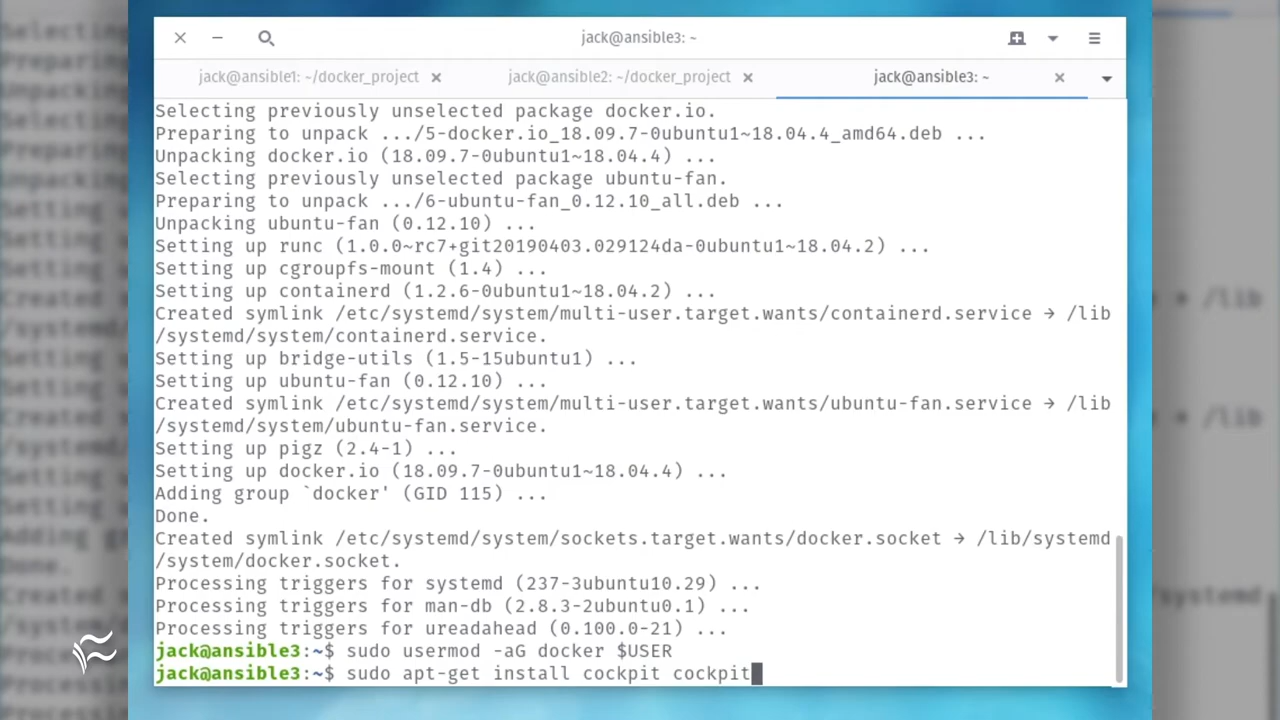 jack@ansible3: ~
jack@ansible1: ~/docker_project
jack@ansible2: ~/docker_project
jack@ansible3: ~
Selecting previously unselected package docker.io.
Preparing to unpack .../5-docker.io_18.09.7-0ubuntu1~18.04.4_amd64.deb ...
Unpacking docker.io (18.09.7-0ubuntu1~18.04.4) ...
Selecting previously unselected package ubuntu-fan.
Preparing to unpack .../6-ubuntu-fan_0.12.10_all.deb ...
Unpacking ubuntu-fan (0.12.10) ...
Setting up runc (1.0.0~rc7+git20190403.029124da-0ubuntu1~18.04.2) ...
Setting up cgroupfs-mount (1.4) ...
Setting up containerd (1.2.6-0ubuntu1~18.04.2) ...
Created symlink /etc/systemd/system/multi-user.target.wants/containerd.service → /lib
/systemd/system/containerd.service.
Setting up bridge-utils (1.5-15ubuntu1) ...
Setting up ubuntu-fan (0.12.10) ...
Created symlink /etc/systemd/system/multi-user.target.wants/ubuntu-fan.service → /lib
/systemd/system/ubuntu-fan.service.
Setting up pigz (2.4-1) ...
Setting up docker.io (18.09.7-0ubuntu1~18.04.4) ...
Adding group `docker' (GID 115) ...
Done.
Created symlink /etc/systemd/system/sockets.target.wants/docker.socket → /lib/systemd
/system/docker.socket.
Processing triggers for systemd (237-3ubuntu10.29) ...
Processing triggers for man-db (2.8.3-2ubuntu0.1) ...
Processing triggers for ureadahead (0.100.0-21) ...
jack@ansible3:~$ sudo usermod -aG docker $USER
jack@ansible3:~$ sudo apt-get install cockpit cockpit